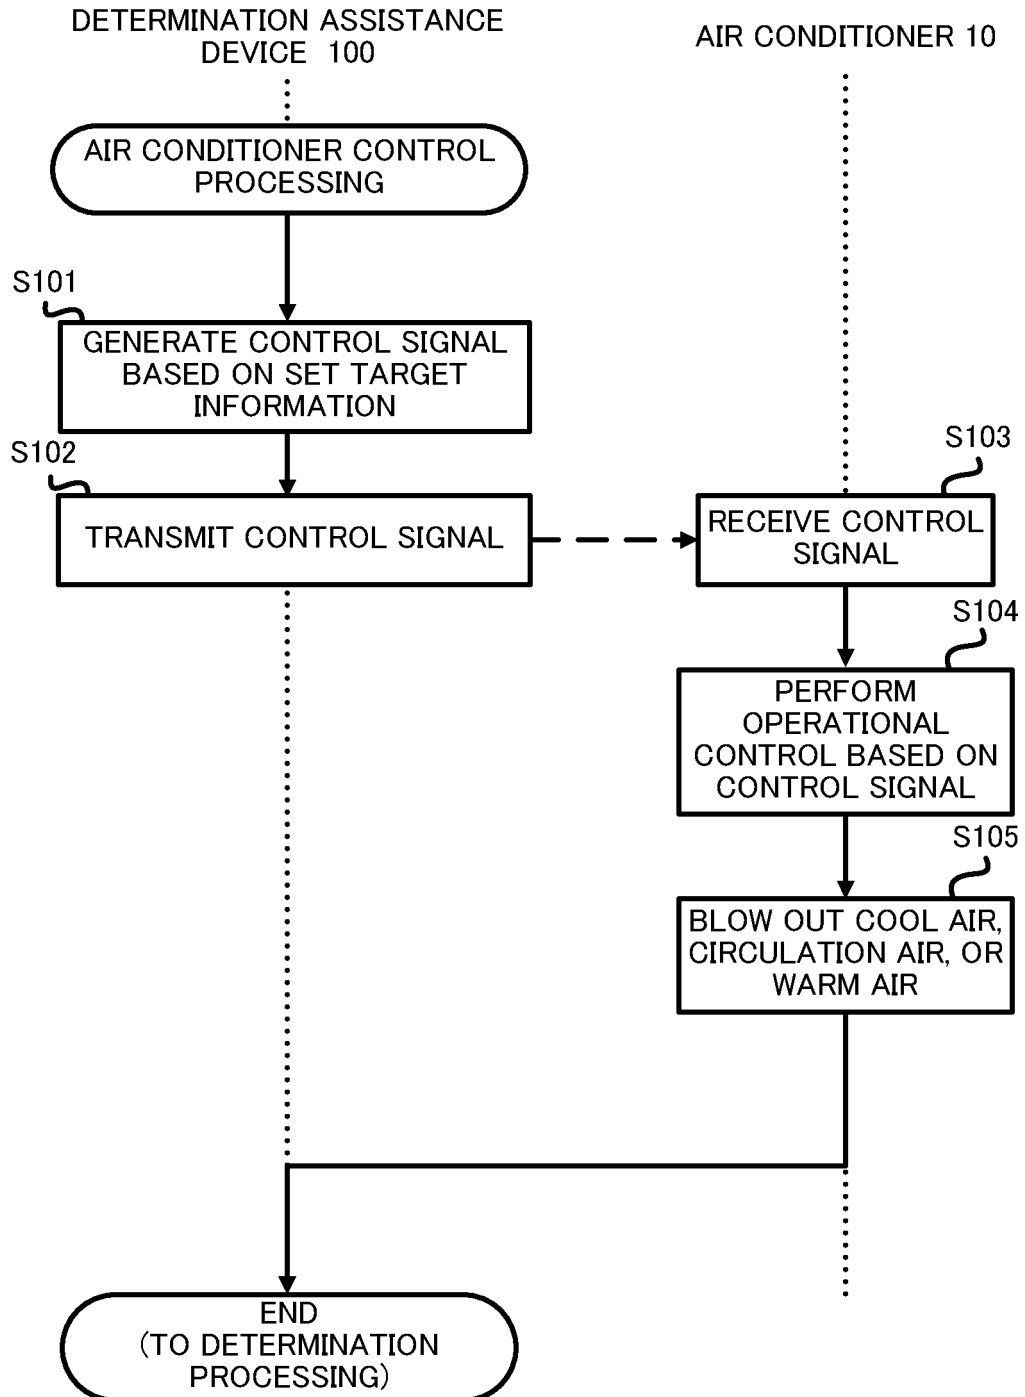 DETERMINATION ASSISTANCE
DEVICE 100
AIR CONDITIONER 10
AIR CONDITIONER CONTROL
PROCESSING
S101
GENERATE CONTROL SIGNAL
BASED ON SET TARGET
INFORMATION
S102
TRANSMIT CONTROL SIGNAL
S103
RECEIVE CONTROL
SIGNAL
S104
PERFORM
OPERATIONAL
CONTROL BASED ON
CONTROL SIGNAL
S105
BLOW OUT COOL AIR,
CIRCULATION AIR, OR
WARM AIR
END
(TO DETERMINATION
PROCESSING)